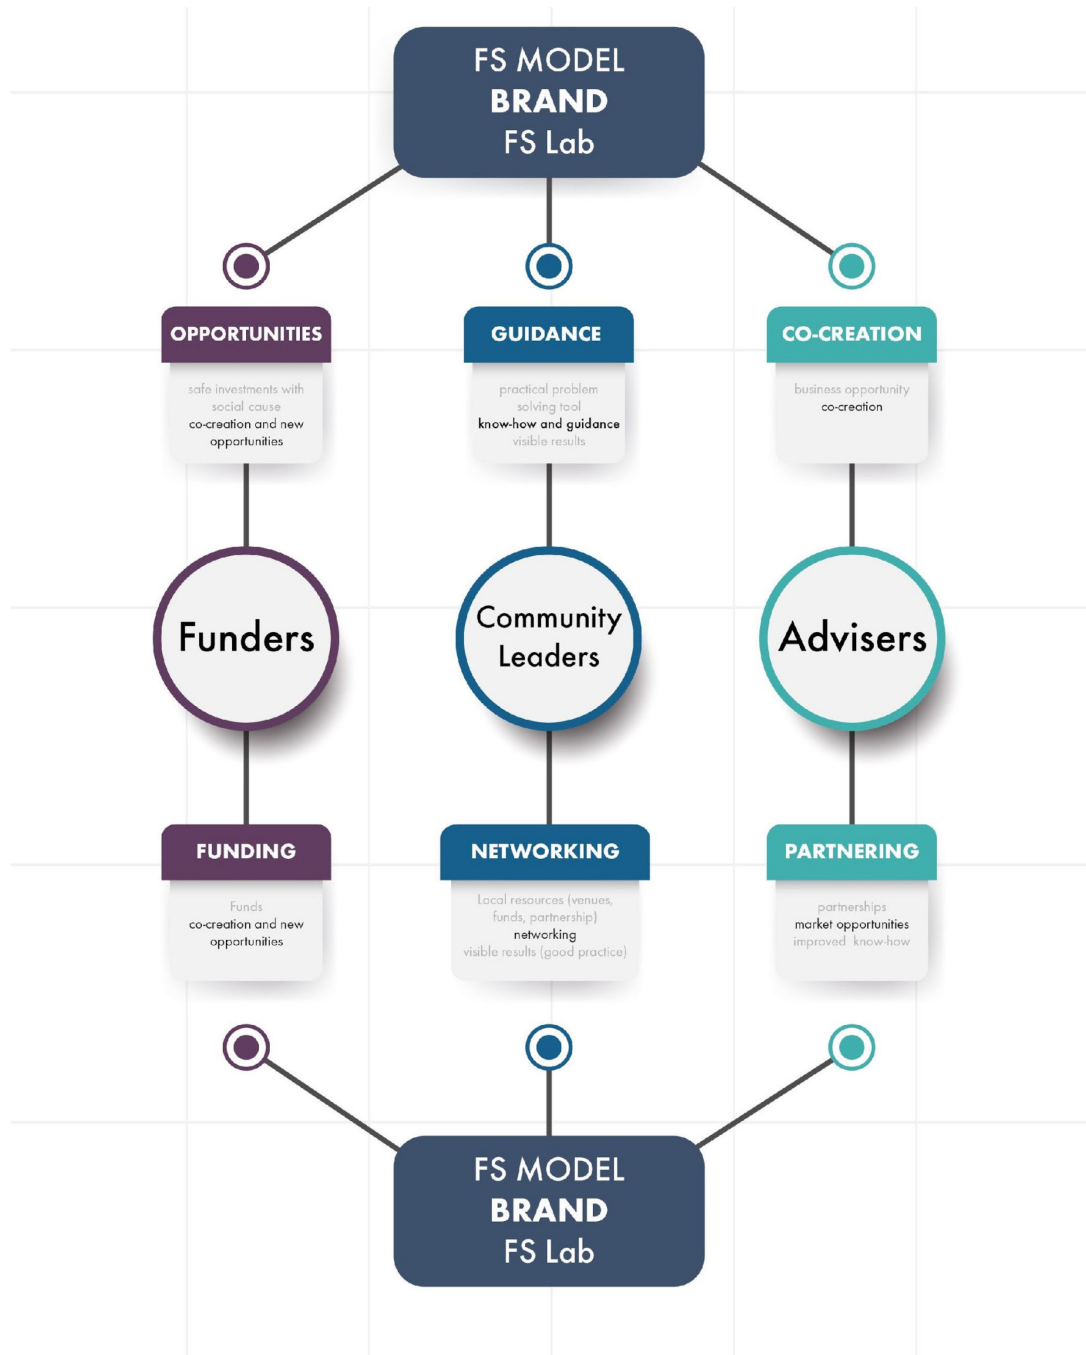 FS MODEL
BRAND
FS Lab
OPPORTUNITIES
safe investments with
social cause
co-creation and new
opportunities
GUIDANCE
practical problem
solving tool
know-how and guidance
visible results
CO-CREATION
business opportunity
co-creation
Funders
Community
Leaders
Advisers
FUNDING
Funds
co-creation and new
opportunities
NETWORKING
Local resources (venues,
funds, partnership)
networking
visible results (good practice)
PARTNERING
partnerships
market opportunities
improved know-how
FS MODEL
BRAND
FS Lab